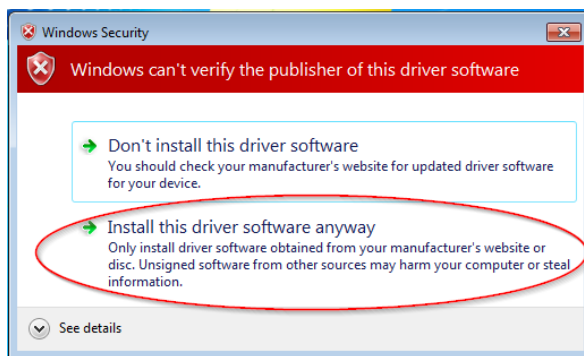 Windows Security
Windows can't verify the publisher of this driver software
Don't install this driver software
You should check your manufacturer's website for updated driver software
for your device.
Install this driver software anyway
Only install driver software obtained from your manufacturer's website or
disc. Unsigned software from other sources may harm your computer or steal
information.
See details